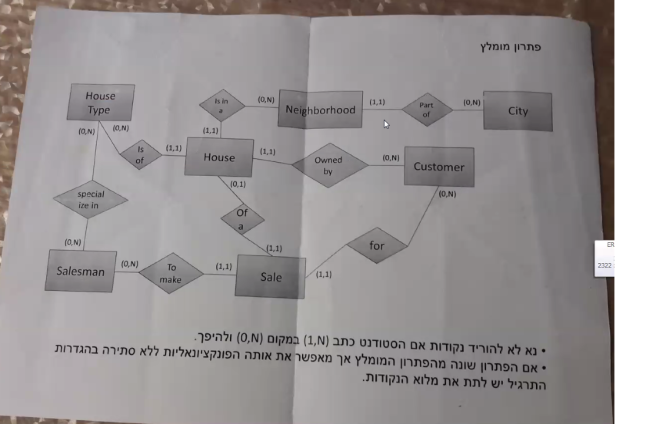 פתרון מומלץ
House
Type
(0,N)
(0,N)
Is in
a
(0,N)
Neighborhood
(1,1)
Part
of
(0,N)
City
(1,1)
Is
of
(1,1)
House
(1,1)
Owned
by
(0,N)
Customer
(0,N)
special
ize in
(0,1)
Of
a
(0,N)
(1,1)
for
Salesman
(0,N)
To
make
(1,1)
Sale
(1,1)
• נא לא להוריד נקודות אם הסטודנט כתב (1,N) במקום (0,N) ולהיפך.
• אם הפתרון שונה מהפתרון המומלץ אך מאפשר את אותה הפונקציונאליות ללא סתירה בהגדרות
התרגיל יש לתת את מלוא הנקודות.
ER
2322